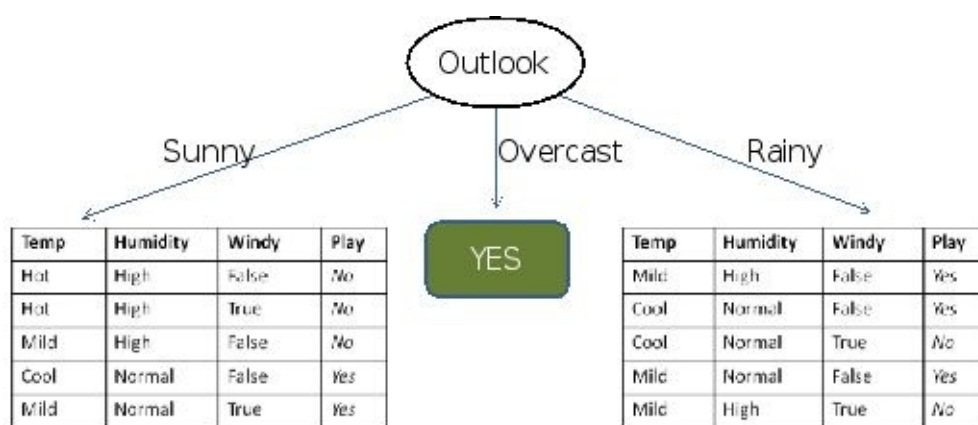 Outlook
Sunny Overcast Rainy
Temp Humidity Windy Play
Hot High False No
Hot High True No
Mild High False No
Cool Normal False Yes
Mild Normal True Yes
YES
Temp Humidity Windy Play
Mild High False Yes
Cool Normal False Yes
Cool Normal True No
Mild Normal False Yes
Mild High True No